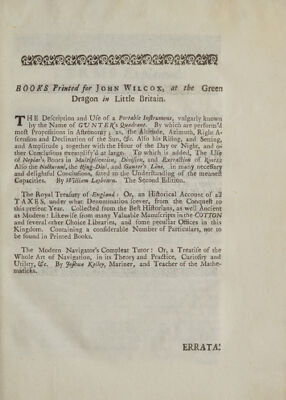 BOOKS Printed for JOHN WILCOX, at the Green
Dragon in Little Britain.
THE Description and Use of a Portable Instrument, vulgarly known
by the Name of GUNTER's Quadrant. By which are perform'd
most Propositions in Astronomy; as, the Altitude, Azimuth, Right A-
scension and Declination of the Sun, &c. Also his Rising, and Setting,
and Amplitude; together with the Hour of the Day or Night, and o-
ther Conclusions exemplify'd at large. To which is added, The Use
of Nepier's Bones in Multiplication, Division, and Extraction of Roots;
Also the Nocturnal, the Ring-Dial, and Gunter's Line, in many necessary
and delightful Conclusions, fitted to the Understanding of the meanest
Capacities. By William Leybourn. The Second Edition.
The Royal Treasury of England: Or, an Historical Account of all
TAXES, under what Denomination soever, from the Conquest to
this present Year. Collected from the Best Historians, as well Ancient
as Modern: Likewise from many Valuable Manuscripts in the COTTON
and several other Choice Libraries, and some peculiar Offices in this
Kingdom. Containing a considerable Number of Particulars, not to
be found in Printed Books.
The Modern Navigator's Compleat Tutor: Or, a Treatise of the
Whole Art of Navigation, in its Theory and Practice, Curiosity and
Utility, &c. By Joshua Kelley, Mariner, and Teacher of the Mathe-
maticks.
ERRATA: